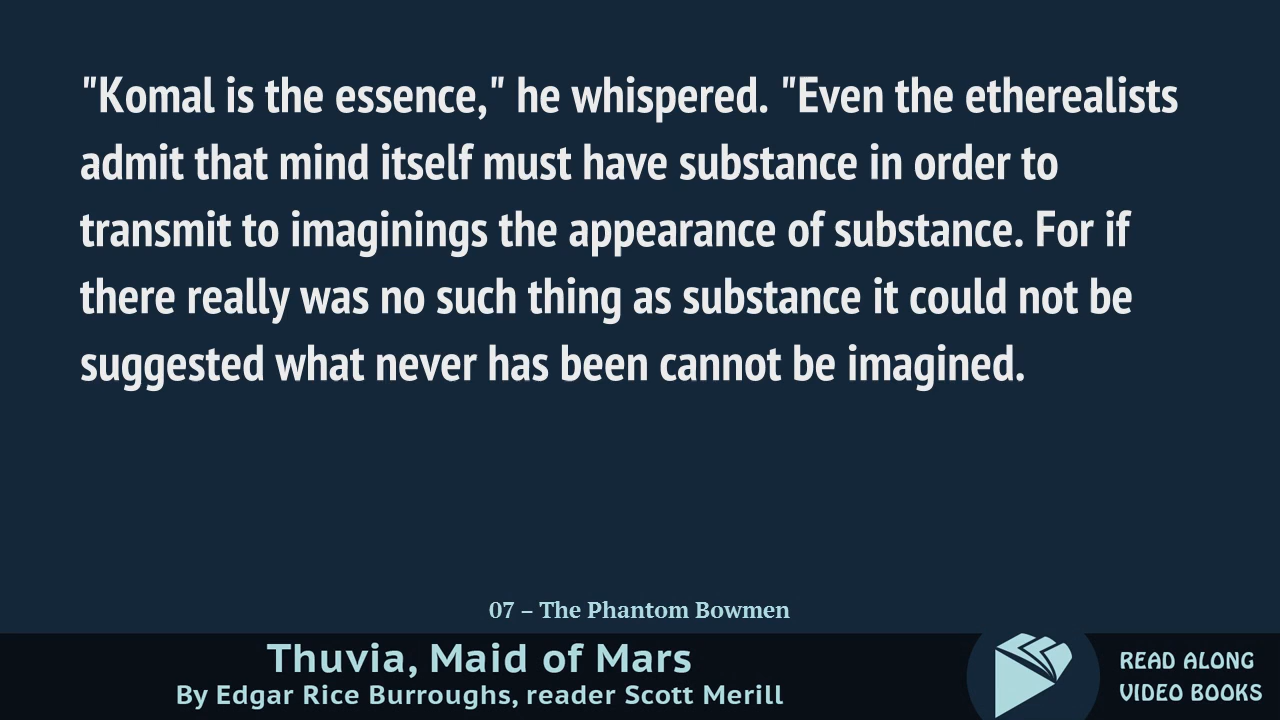 "Komal is the essence," he whispered. "Even the etherealists
admit that mind itself must have substance in order to
transmit to imaginings the appearance of substance. For if
there really was no such thing as substance it could not be
suggested what never has been cannot be imagined.
07 – The Phantom Bowmen
Thuvia, Maid of Mars
By Edgar Rice Burroughs, reader Scott Merill
READ ALONG
VIDEO BOOKS